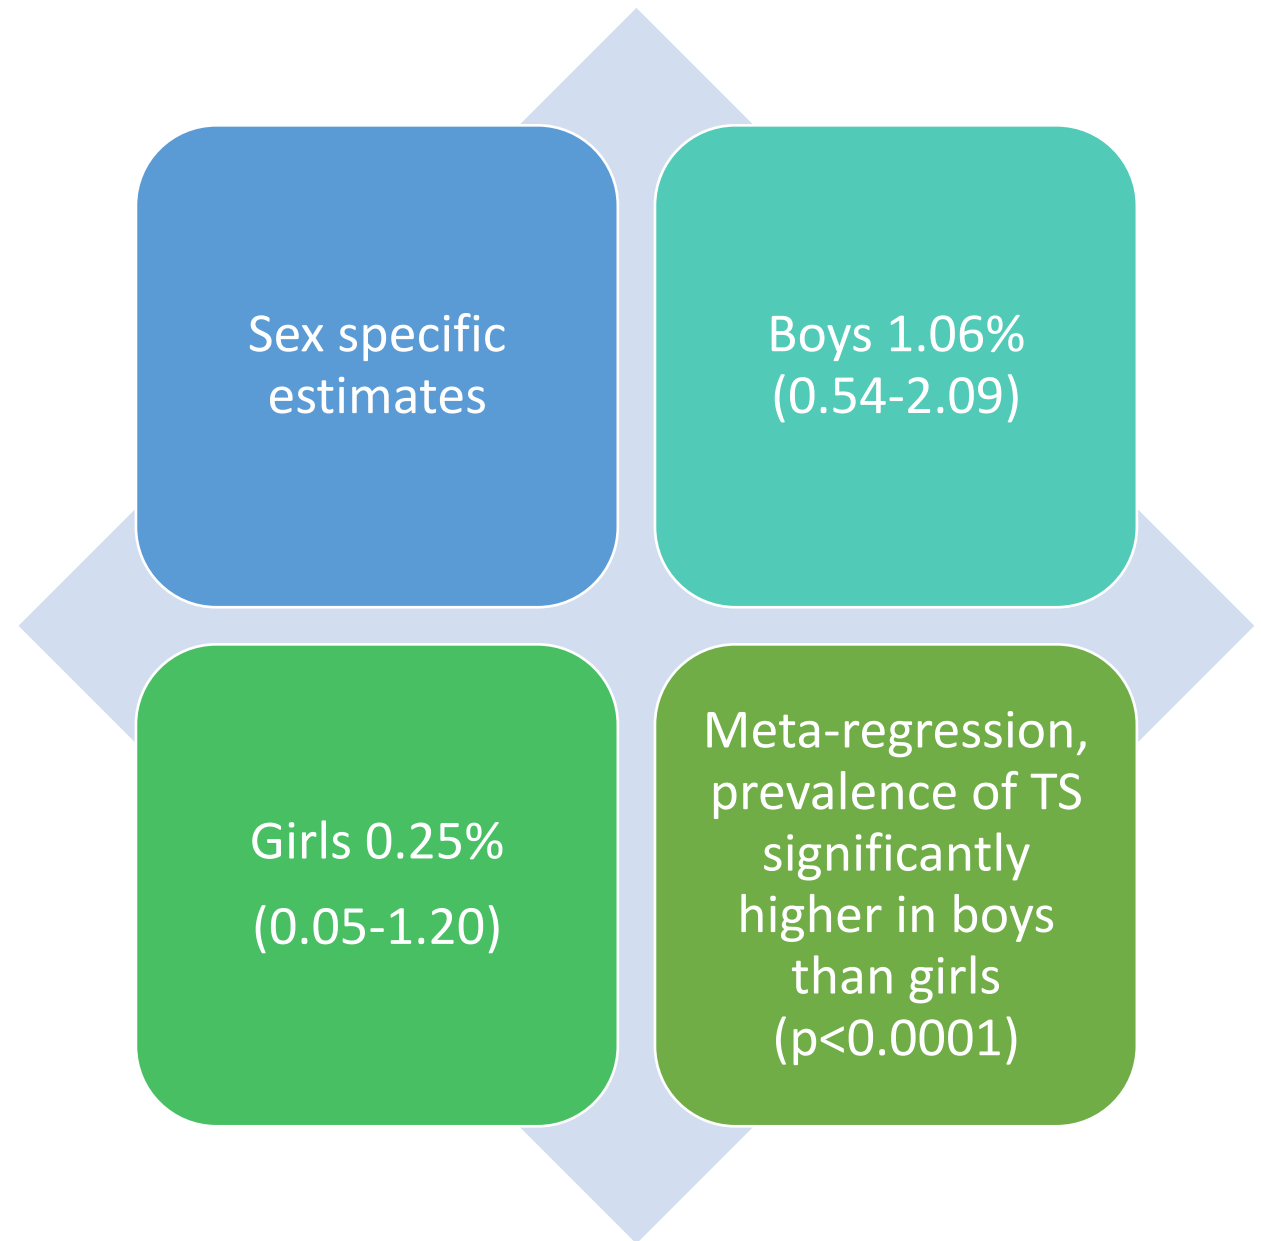 Sex specific
estimates
Boys 1.06%
(0.54-2.09)
Girls 0.25%
(0.05-1.20)
Meta-regression,
prevalence of TS
significantly
higher in boys
than girls
(p<0.0001)